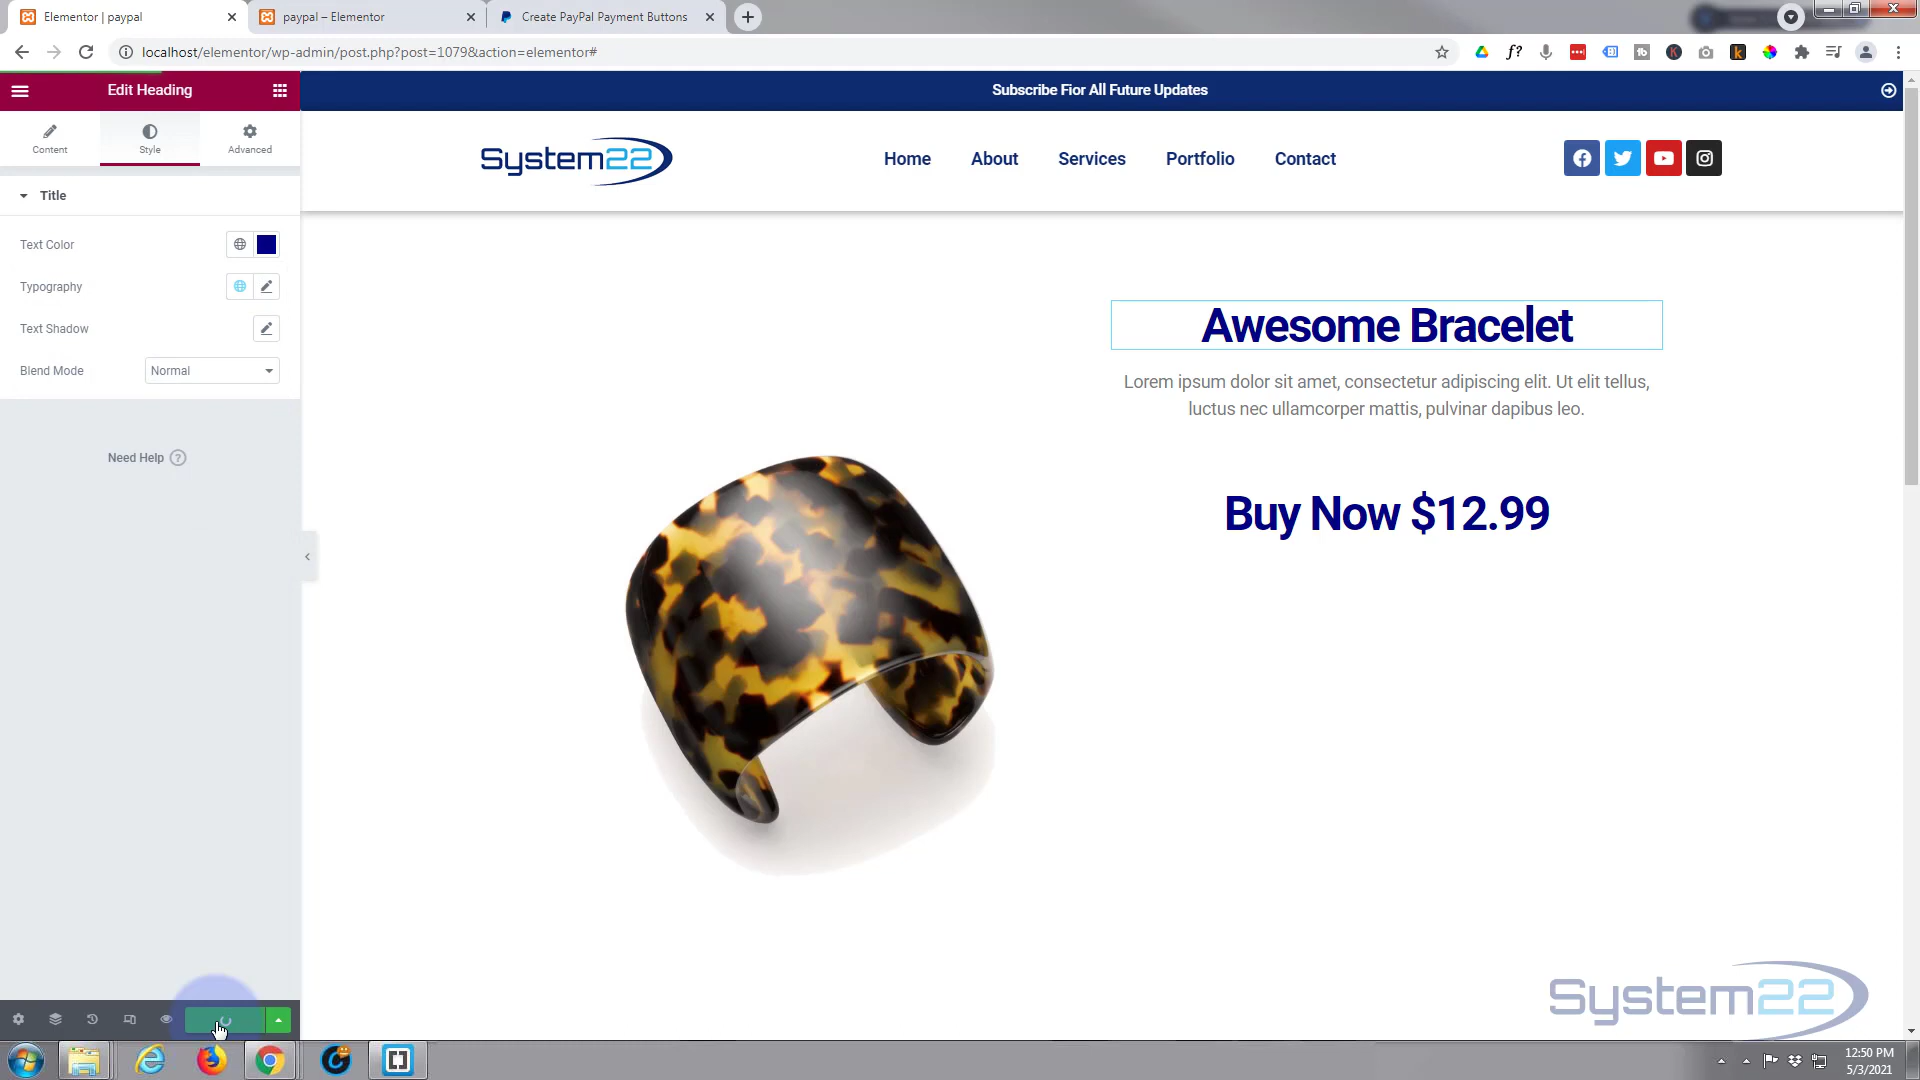 Elementor | paypal
paypal – Elementor
Create PayPal Payment Buttons
localhost/elementor/wp-admin/post.php?post=1079&action=elementor#
Edit Heading
Content
Style
Advanced
Title
Text Color
Typography
Text Shadow
Blend Mode
Normal
Need Help
Subscribe Fior All Future Updates
System22
Home
About
Services
Portfolio
Contact
Awesome Bracelet
Lorem ipsum dolor sit amet, consectetur adipiscing elit. Ut elit tellus,
luctus nec ullamcorper mattis, pulvinar dapibus leo.
Buy Now $12.99
System22
12:50 PM
5/3/2021